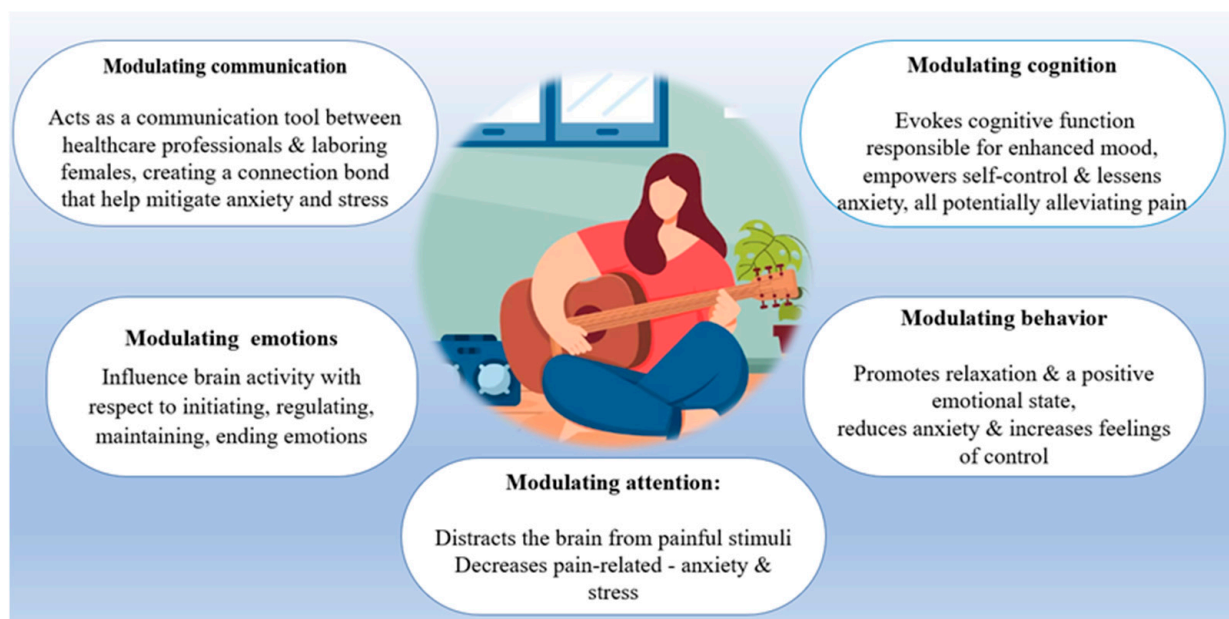 Modulating communication
Acts as a communication tool between
healthcare professionals & laboring
females, creating a connection bond
that help mitigate anxiety and stress
Modulating cognition
Evokes cognitive function
responsible for enhanced mood,
empowers self-control & lessens
anxiety, all potentially alleviating pain
Modulating emotions
Influence brain activity with
respect to initiating, regulating,
maintaining, ending emotions
Modulating behavior
Promotes relaxation & a positive
emotional state,
reduces anxiety & increases feelings
of control
Modulating attention:
Distracts the brain from painful stimuli
Decreases pain-related - anxiety &
stress